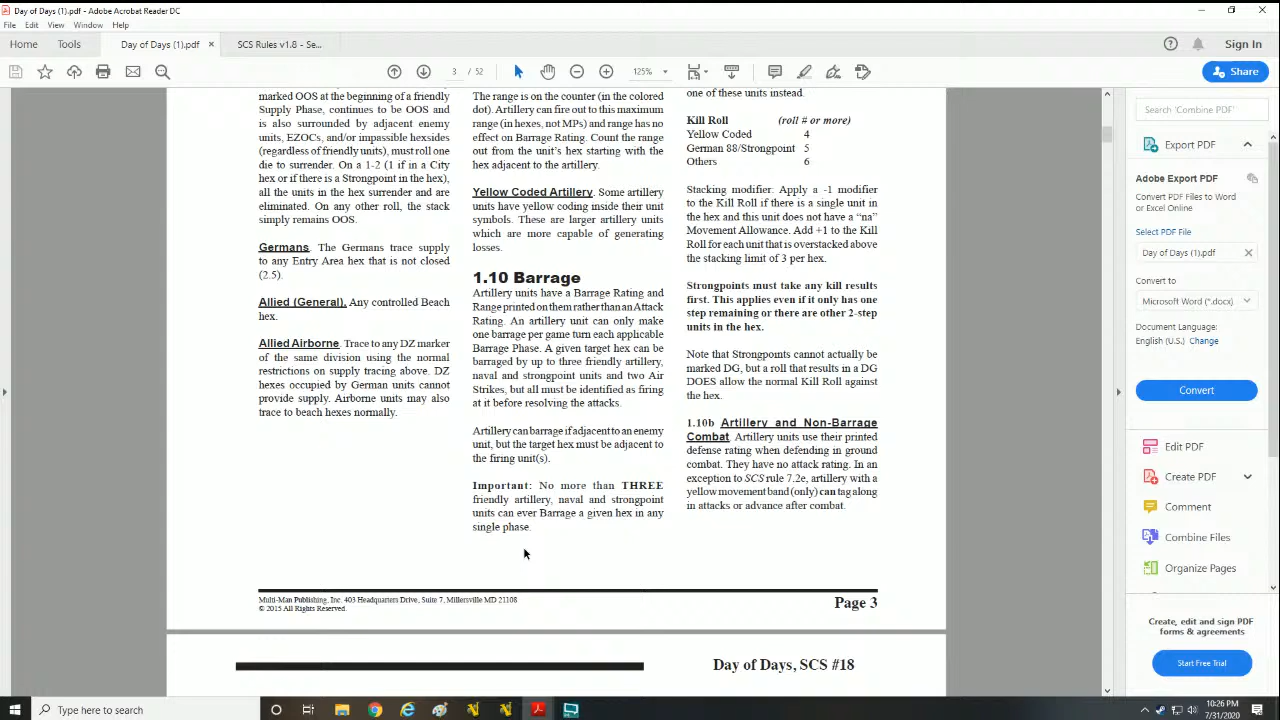 Day of Days (1).pdf - Adobe Acrobat Reader DC
File Edit View Window Help
Home Tools Day of Days (1).pdf × SCS Rules v1.8 - Se... Sign In
3 / 52 125% Share
marked OOS at the beginning of a friendly
Supply Phase, continues to be OOS and
is also surrounded by adjacent enemy
units, EZOCs, and/or impassible hexsides
(regardless of friendly units), must roll one
die to surrender. On a 1-2 (1 if in a City
hex or if there is a Strongpoint in the hex),
all the units in the hex surrender and are
eliminated. On any other roll, the stack
simply remains OOS.
Germans. The Germans trace supply
to any Entry Area hex that is not closed
(2.5).
Allied (General). Any controlled Beach
hex.
Allied Airborne. Trace to any DZ marker
of the same division using the normal
restrictions on supply tracing above. DZ
hexes occupied by German units cannot
provide supply. Airborne units may also
trace to beach hexes normally.
The range is on the counter (in the colored
dot). Artillery can fire out to this maximum
range (in hexes, not MPs) and range has no
effect on Barrage Rating. Count the range
out from the unit's hex starting with the
hex adjacent to the artillery.
Yellow Coded Artillery. Some artillery
units have yellow coding inside their unit
symbols. These are larger artillery units
which are more capable of generating
losses.
1.10 Barrage
Artillery units have a Barrage Rating and
Range printed on them rather than an Attack
Rating. An artillery unit can only make
one barrage per game turn each applicable
Barrage Phase. A given target hex can be
barraged by up to three friendly artillery,
naval and strongpoint units and two Air
Strikes, but all must be identified as firing
at it before resolving the attacks.
Artillery can barrage if adjacent to an enemy
unit, but the target hex must be adjacent to
the firing unit(s).
Important: No more than THREE
friendly artillery, naval and strongpoint
units can ever Barrage a given hex in any
single phase.
one of these units instead.
Kill Roll (roll # or more)
Yellow Coded 4
German 88/Strongpoint 5
Others 6
Stacking modifier: Apply a -1 modifier
to the Kill Roll if there is a single unit in
the hex and this unit does not have a “na”
Movement Allowance. Add +1 to the Kill
Roll for each unit that is overstacked above
the stacking limit of 3 per hex.
Strongpoints must take any kill results
first. This applies even if it only has one
step remaining or there are other 2-step
units in the hex.
Note that Strongpoints cannot actually be
marked DG, but a roll that results in a DG
DOES allow the normal Kill Roll against
the hex.
1.10b Artillery and Non-Barrage
Combat. Artillery units use their printed
defense rating when defending in ground
combat. They have no attack rating. In an
exception to SCS rule 7.2e, artillery with a
yellow movement band (only) can tag along
in attacks or advance after combat.
Multi-Man Publishing, Inc. 403 Headquarters Drive, Suite 7, Millersville MD 21108
© 2015 All Rights Reserved.
Page 3
Day of Days, SCS #18
Search 'Combine PDF'
Export PDF
Adobe Export PDF
Convert PDF Files to Word
or Excel Online
Select PDF File
Day of Days (1).pdf ×
Convert to
Microsoft Word (*.docx)
Document Language:
English (U.S.) Change
Convert
Edit PDF
Create PDF
Comment
Combine Files
Organize Pages
Create, edit and sign PDF
forms & agreements
Start Free Trial
Type here to search
10:26 PM
7/31/2020